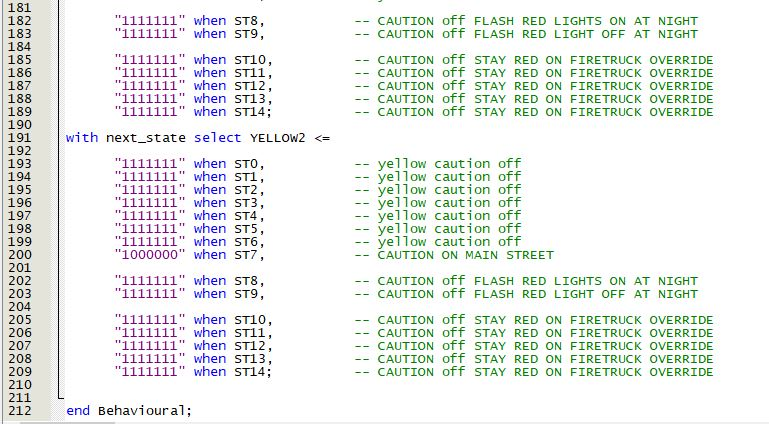 181
182 "1111111" when ST8, -- CAUTION off FLASH RED LIGHTS ON AT NIGHT
183 "1111111" when ST9, -- CAUTION off FLASH RED LIGHT OFF AT NIGHT
184
185 "1111111" when ST10, -- CAUTION off STAY RED ON FIRETRUCK OVERRIDE
186 "1111111" when ST11, -- CAUTION off STAY RED ON FIRETRUCK OVERRIDE
187 "1111111" when ST12, -- CAUTION off STAY RED ON FIRETRUCK OVERRIDE
188 "1111111" when ST13, -- CAUTION off STAY RED ON FIRETRUCK OVERRIDE
189 "1111111" when ST14; -- CAUTION off STAY RED ON FIRETRUCK OVERRIDE
190
191 with next_state select YELLOW2 <=
192
193 "1111111" when ST0, -- yellow caution off
194 "1111111" when ST1, -- yellow caution off
195 "1111111" when ST2, -- yellow caution off
196 "1111111" when ST3, -- yellow caution off
197 "1111111" when ST4, -- yellow caution off
198 "1111111" when ST5, -- yellow caution off
199 "1111111" when ST6, -- yellow caution off
200 "1000000" when ST7, -- CAUTION ON MAIN STREET
201
202 "1111111" when ST8, -- CAUTION off FLASH RED LIGHTS ON AT NIGHT
203 "1111111" when ST9, -- CAUTION off FLASH RED LIGHT OFF AT NIGHT
204
205 "1111111" when ST10, -- CAUTION off STAY RED ON FIRETRUCK OVERRIDE
206 "1111111" when ST11, -- CAUTION off STAY RED ON FIRETRUCK OVERRIDE
207 "1111111" when ST12, -- CAUTION off STAY RED ON FIRETRUCK OVERRIDE
208 "1111111" when ST13, -- CAUTION off STAY RED ON FIRETRUCK OVERRIDE
209 "1111111" when ST14; -- CAUTION off STAY RED ON FIRETRUCK OVERRIDE
210
211
212 end Behavioural;